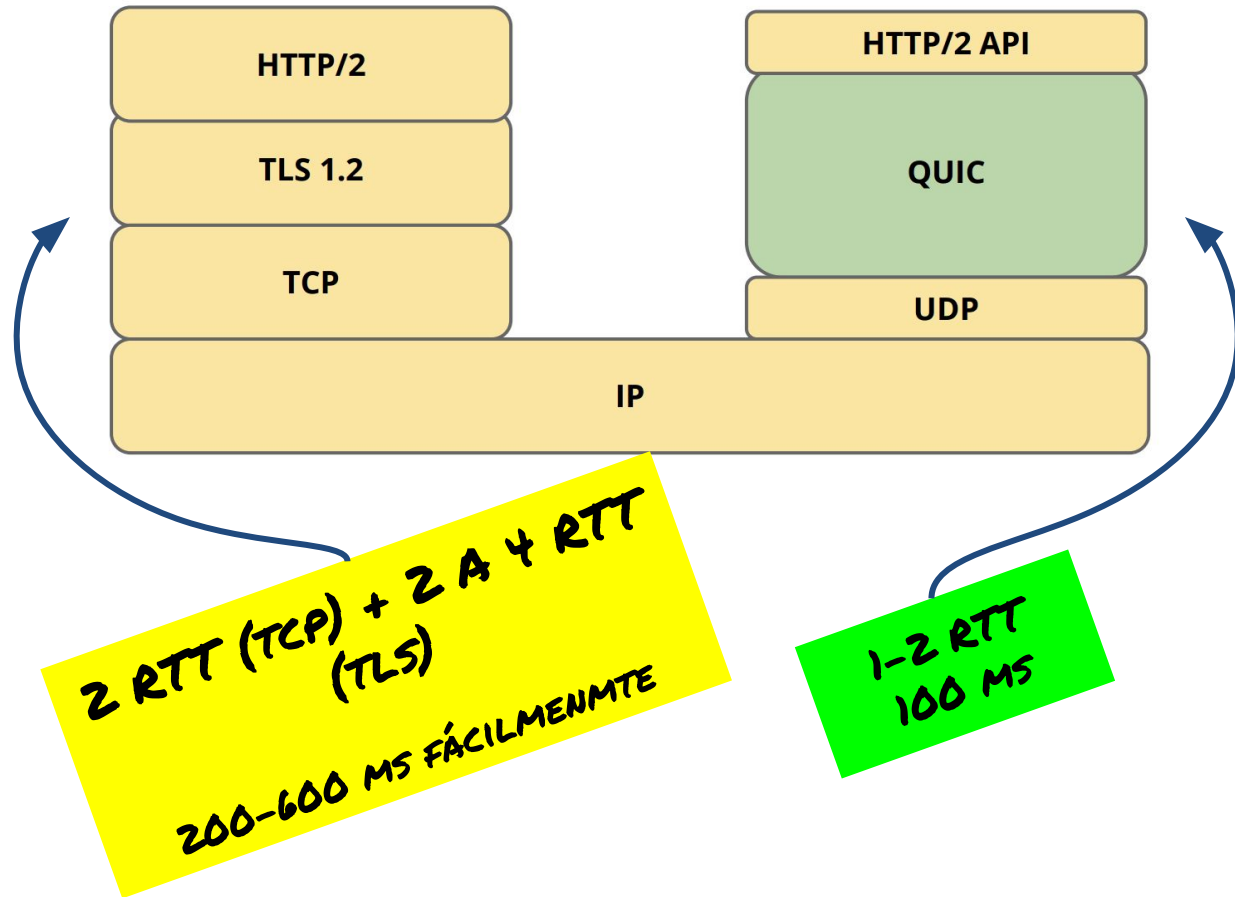 HTTP/2
TLS 1.2
TCP
HTTP/2 API
QUIC
UDP
IP
2 RTT (TCP) + 2 A 4 RTT
(TLS)
200-600 MS FÁCILMENMTE
1-2 RTT
100 MS